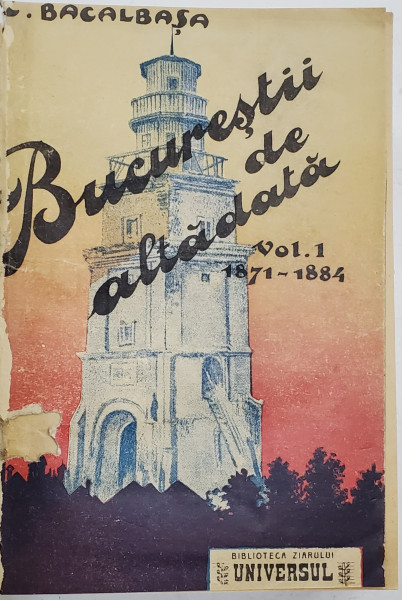 C. BACALBAȘA
Bucureștii
de
altădată
Vol. 1
1871-1884
BIBLIOTECA ZIARULUI
UNIVERSUL